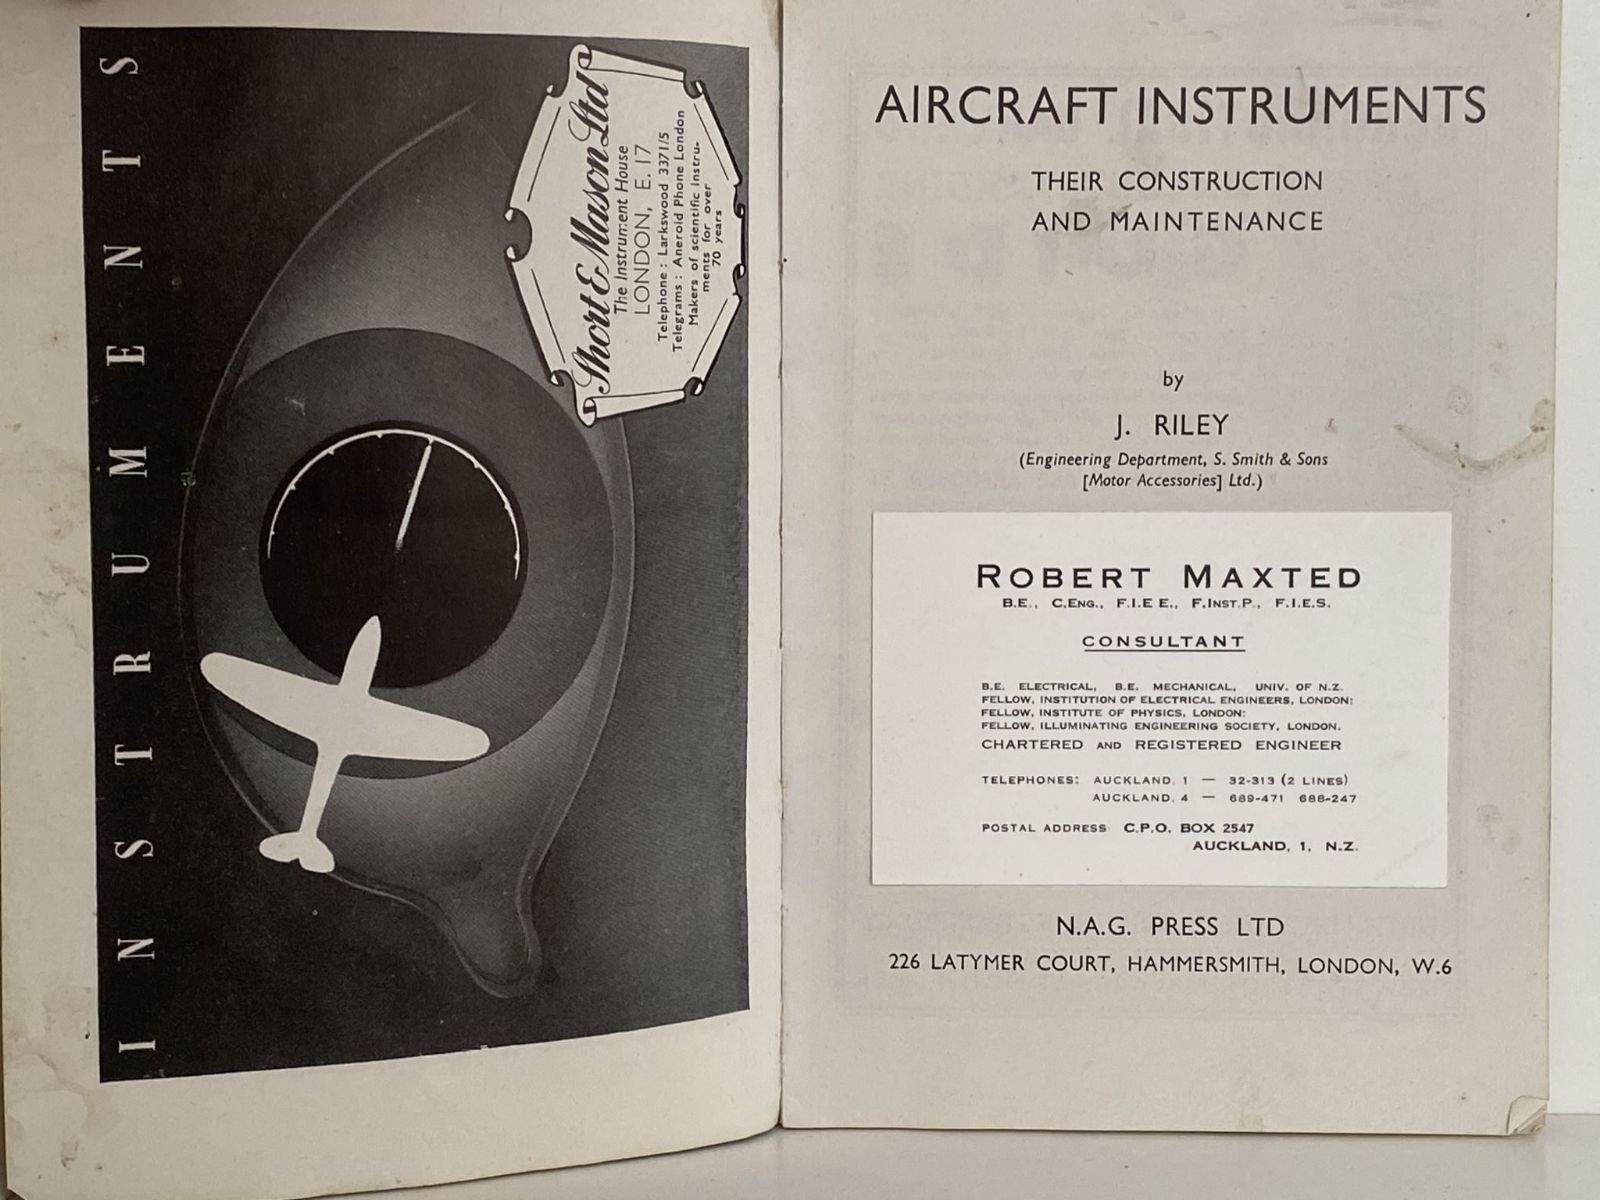 INSTRUMENTS
Short & Mason Ltd
The Instrument House
LONDON, E.17
Telephone : Larkswood 3371/5
Telegrams : Aneroid Phone London
Makers of scientific instru-
ments for over
70 years
AIRCRAFT INSTRUMENTS
THEIR CONSTRUCTION
AND MAINTENANCE
by
J. RILEY
(Engineering Department, S. Smith & Sons
[Motor Accessories] Ltd.)
ROBERT MAXTED
B.E., C.ENG., F.I.E E., F.INST.P., F.I.E.S.
CONSULTANT
B.E. ELECTRICAL, B.E. MECHANICAL, UNIV. OF N.Z.
FELLOW, INSTITUTION OF ELECTRICAL ENGINEERS, LONDON:
FELLOW, INSTITUTE OF PHYSICS, LONDON:
FELLOW, ILLUMINATING ENGINEERING SOCIETY, LONDON.
CHARTERED AND REGISTERED ENGINEER
TELEPHONES: AUCKLAND. 1 — 32-313 (2 LINES)
AUCKLAND. 4 — 689-471 688-247
POSTAL ADDRESS C.P.O. BOX 2547
AUCKLAND, 1, N.Z.
N.A.G. PRESS LTD
226 LATYMER COURT, HAMMERSMITH, LONDON, W.6